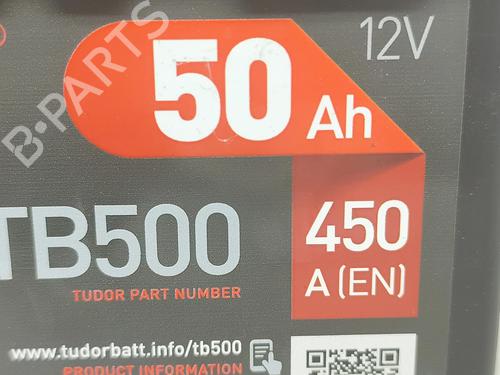 12V
50 Ah
TB500
450
A (EN)
TUDOR PART NUMBER
www.tudorbatt.info/tb500
PRODUCT INFORMATION
B-PARTS